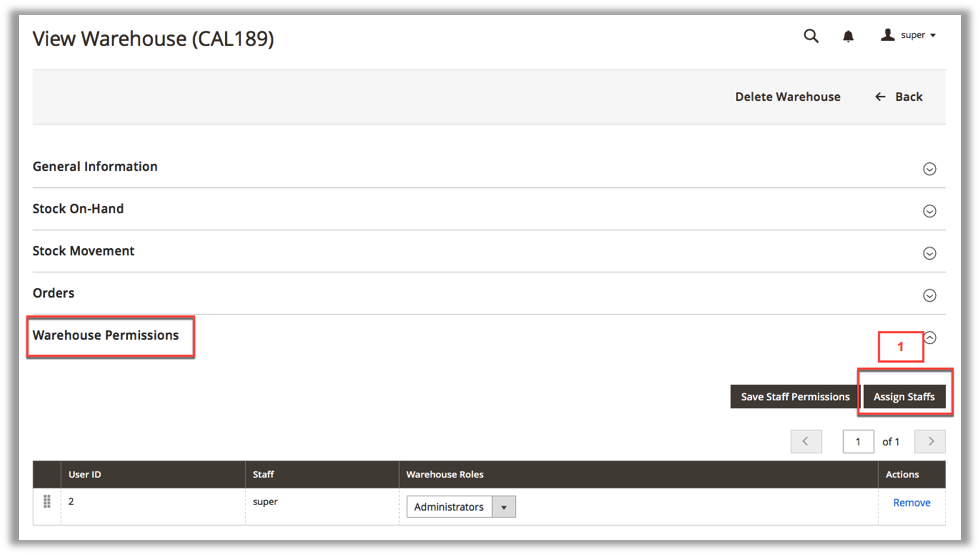 View Warehouse (CAL189)
super
Delete Warehouse
Back
General Information
Stock On-Hand
Stock Movement
Orders
Warehouse Permissions
1
Save Staff Permissions
Assign Staffs
1 of 1
User ID Staff Warehouse Roles Actions
2 super Administrators Remove